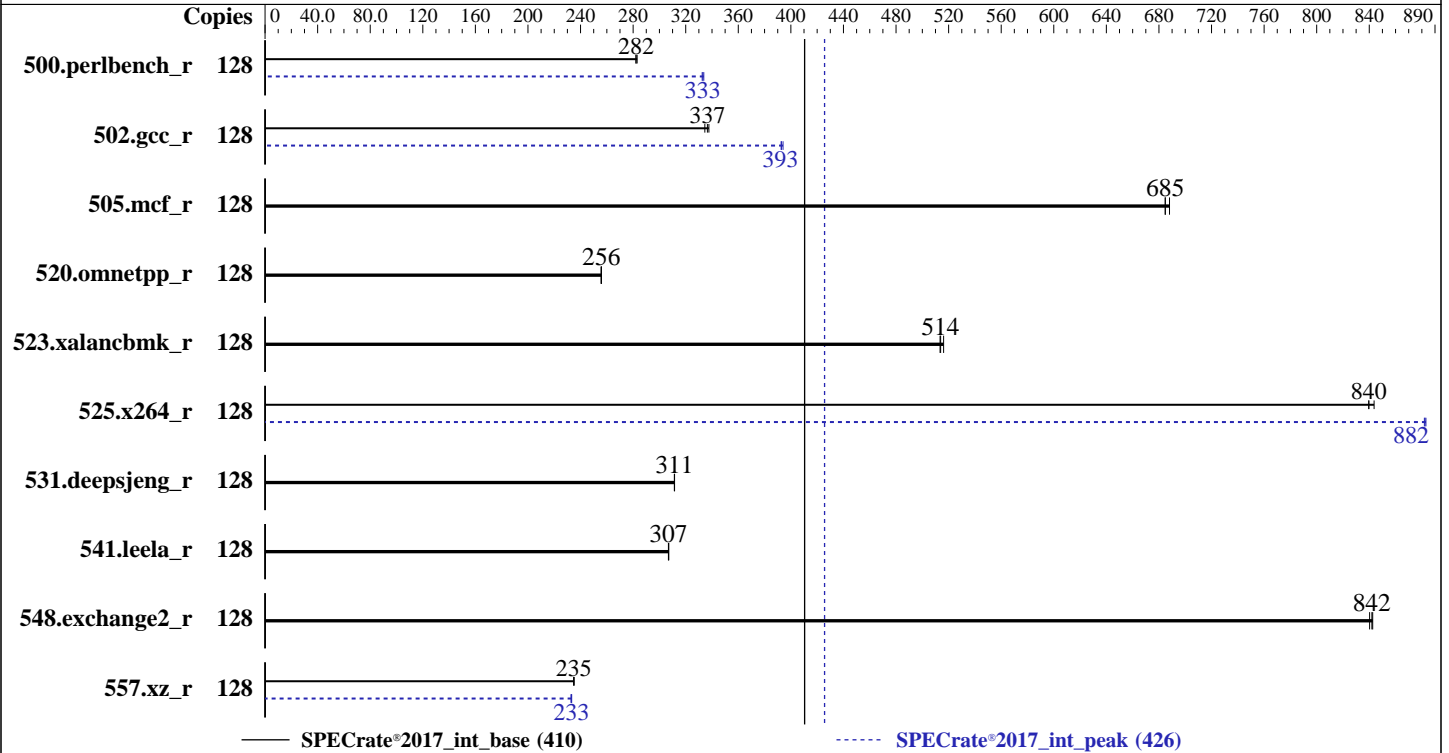 Copies 0 40.0 80.0 120 160 200 240 280 320 360 400 440 480 520 560 600 640 680 720 760 800 840 890
282
500.perlbench_r 128
333
337
502.gcc_r 128
393
685
505.mcf_r 128
256
520.omnetpp_r 128
514
523.xalancbmk_r 128
840
525.x264_r 128
882
311
531.deepsjeng_r 128
307
541.leela_r 128
842
548.exchange2_r 128
235
557.xz_r 128
233
SPECrate®2017_int_base (410) SPECrate®2017_int_peak (426)